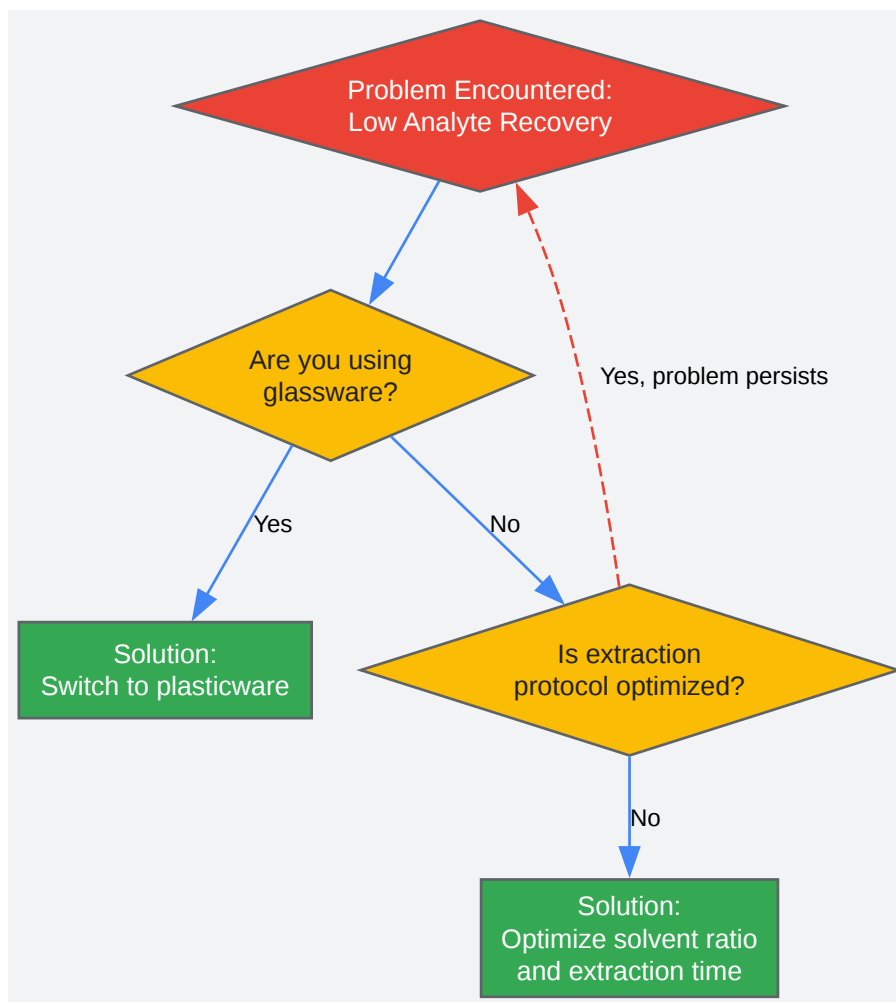 Problem Encountered:
Low Analyte Recovery
Are you using
glassware?
Yes, problem persists
Yes
No
Solution:
Switch to plasticware
Is extraction
protocol optimized?
No
Solution:
Optimize solvent ratio
and extraction time